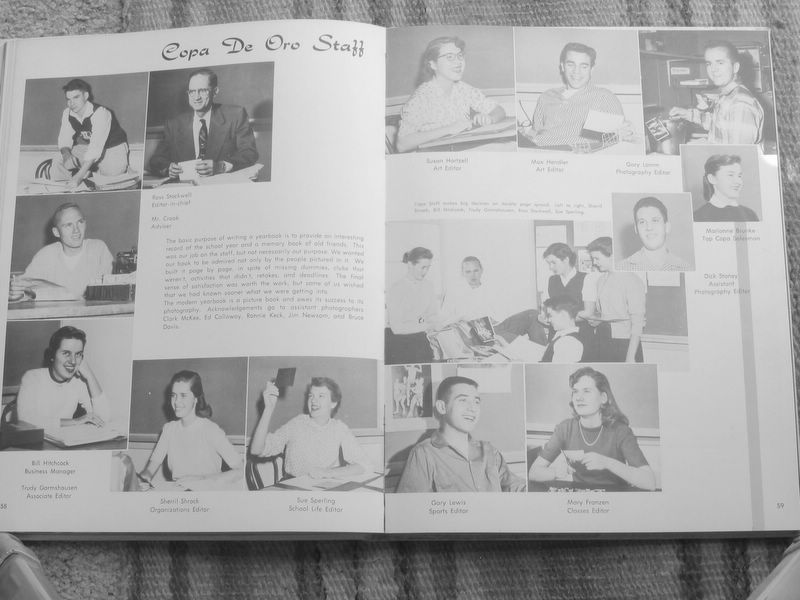 Copa De Oro Staff
Ross Stockwell
Editor-in-chief
Mr. Crook
Adviser
The basic purpose of writing a yearbook is to provide an interesting
record of the school year and a memory book of old friends. This
was our job on the staff, but not necessarily our purpose. We wanted
our book to be admired not only by the people pictured in it. We
built it page by page, in spite of missing dummies, clubs that
weren't, activities that didn't, retakes, and deadlines. The final
sense of satisfaction was worth the work, but some of us wished
that we had known sooner what we were getting into.
The modern yearbook is a picture book and owes its success to its
photography. Acknowledgements go to assistant photographers
Clark McKee, Ed Callaway, Ronnie Keck, Jim Newsom, and Bruce
Davis.
Bill Hitchcock
Business Manager
Trudy Garmshausen
Associate Editor
Sherril Shrock
Organizations Editor
Sue Sperling
School Life Editor
58
Susan Hartzell
Art Editor
Max Hendler
Art Editor
Gary Lamm
Photography Editor
Copa Staff makes big decision on double page spread. Left to right, Sherril
Shrock, Bill Hitchcock, Trudy Garmshausen, Ross Stockwell, Sue Sperling.
Marianne Bourke
Top Copa Salesman
Dick Staney
Assistant
Photography Editor
Gary Lewis
Sports Editor
Mary Franzen
Classes Editor
59